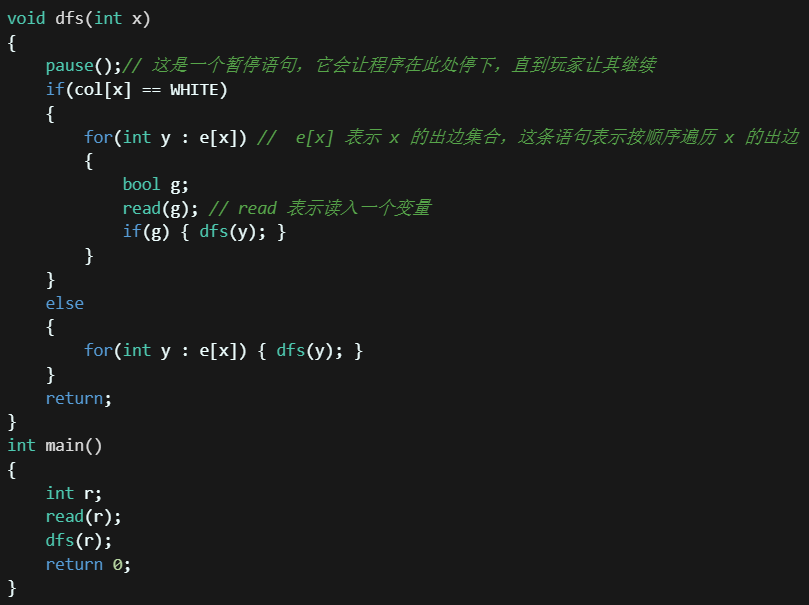 void dfs(int x)
{
    pause();// 这是一个暂停语句，它会让程序在此处停下，直到玩家让其继续
    if(col[x] == WHITE)
    {
        for(int y : e[x]) //  e[x] 表示 x 的出边集合，这条语句表示按顺序遍历 x 的出边
        {
            bool g;
            read(g); // read 表示读入一个变量
            if(g) { dfs(y); }
        }
    }
    else
    {
        for(int y : e[x]) { dfs(y); }
    }
    return;
}
int main()
{
    int r;
    read(r);
    dfs(r);
    return 0;
}